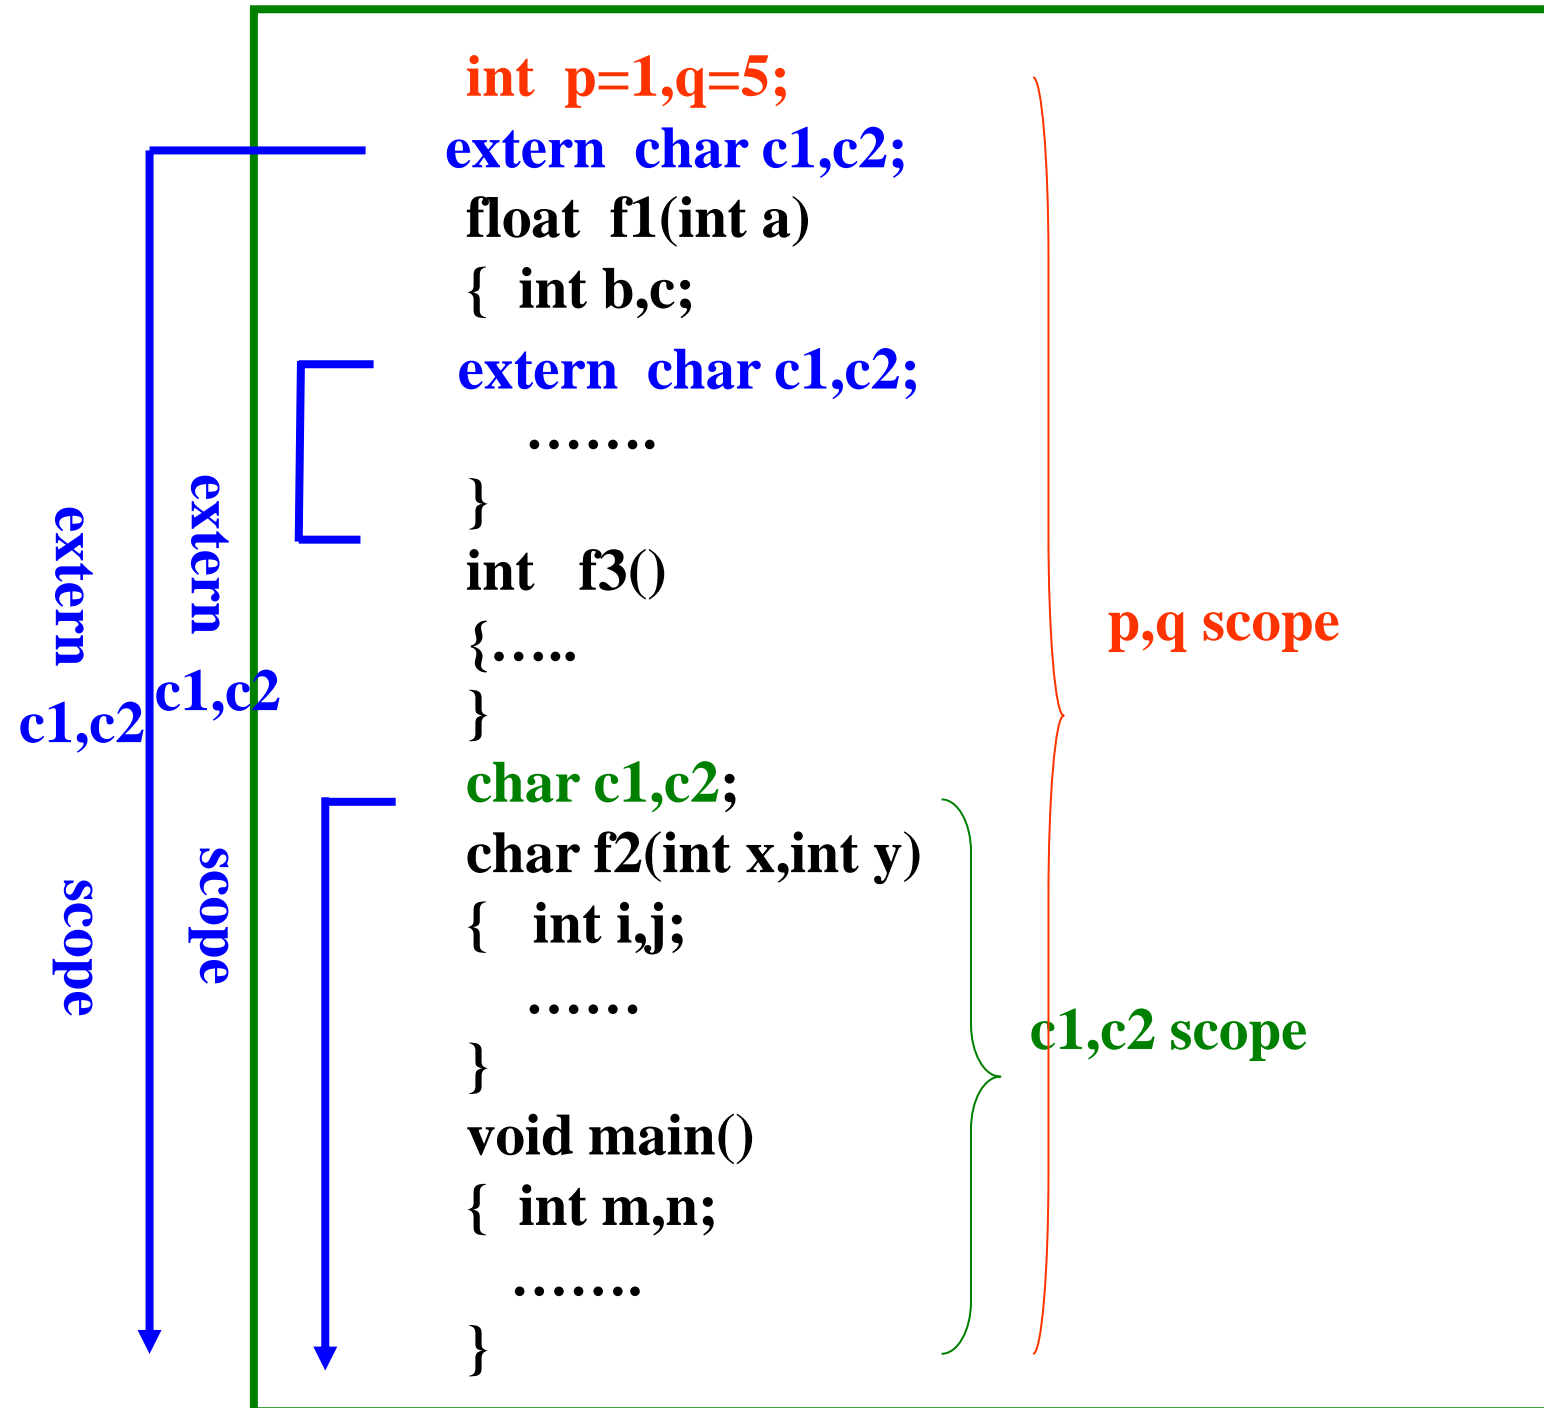 int p=1,q=5;
extern char c1,c2;
float f1(int a)
{ int b,c;
extern char c1,c2;
…….
}
int f3()
{…..
}
char c1,c2;
char f2(int x,int y)
{ int i,j;
……
}
void main()
{ int m,n;
…….
}
extern
c1,c2
scope
extern
c1,c2
scope
p,q scope
c1,c2 scope